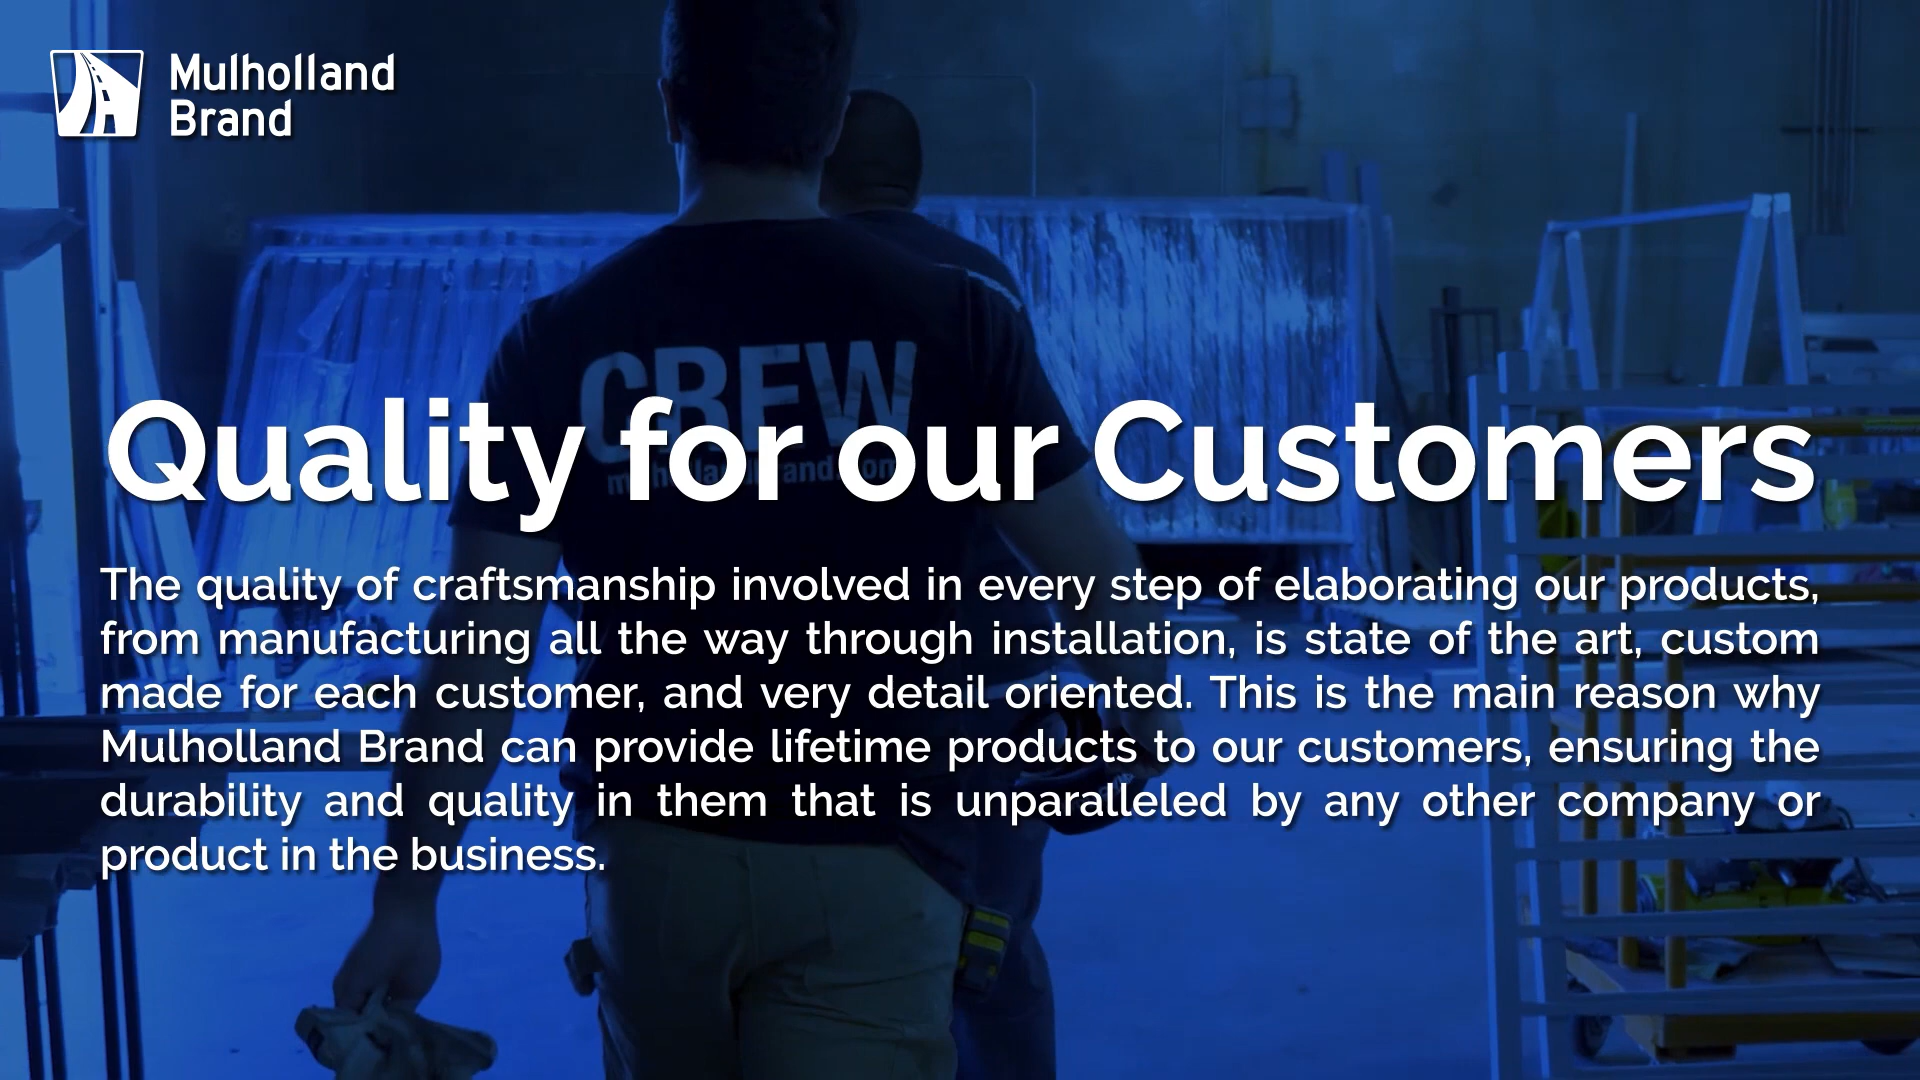 Mulholland
Brand
CREW
Quality for our Customers
The quality of craftsmanship involved in every step of elaborating our products,
from manufacturing all the way through installation, is state of the art, custom
made for each customer, and very detail oriented. This is the main reason why
Mulholland Brand can provide lifetime products to our customers, ensuring the
durability and quality in them that is unparalleled by any other company or
product in the business.